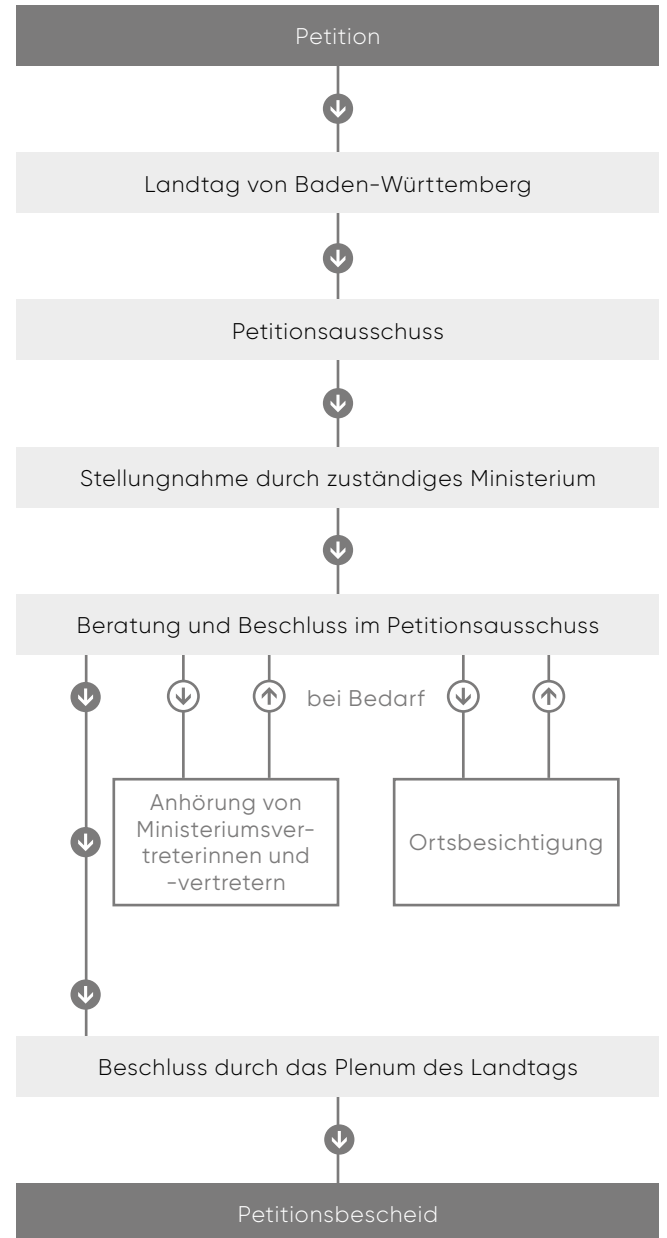 Petition
Landtag von Baden-Württemberg
Petitionsausschuss
Stellungnahme durch zuständiges Ministerium
Beratung und Beschluss im Petitionsausschuss
bei Bedarf
Anhörung von
Ministeriumsver-
treterinnen und
-vertretern
Ortsbesichtigung
Beschluss durch das Plenum des Landtags
Petitionsbescheid